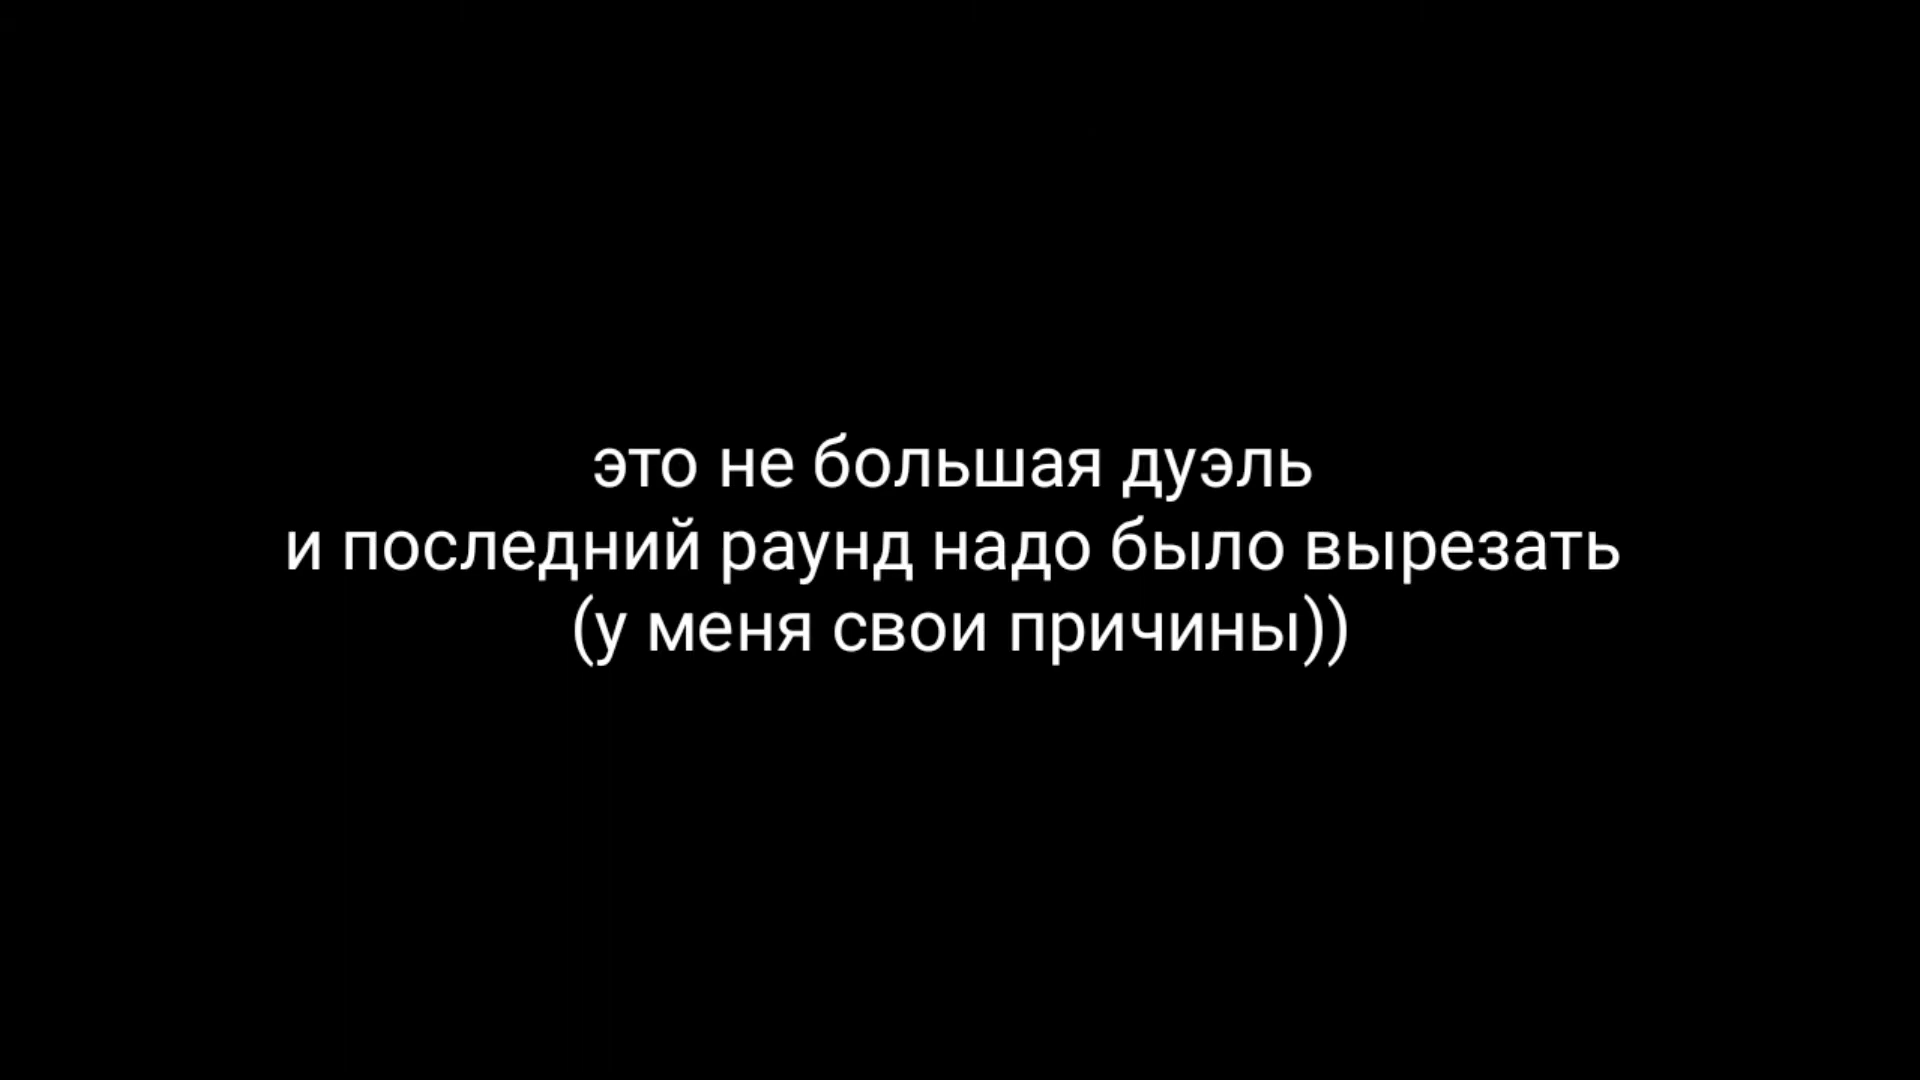 это не большая дуэль
и последний раунд надо было вырезать
(у меня свои причины))